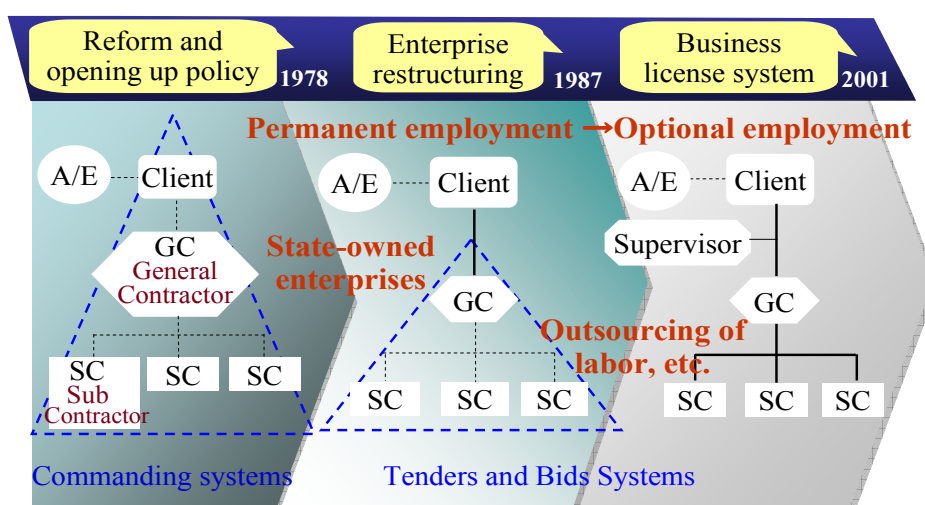 Reform and
opening up policy
1978
Enterprise
restructuring
1987
Business
license system
2001
Permanent employment → Optional employment
A/E
Client
GC
General
Contractor
SC
Sub
Contractor
SC
SC
Commanding systems
A/E
Client
State-owned
enterprises
GC
SC
SC
SC
Tenders and Bids Systems
Outsourcing of
labor, etc.
A/E
Client
Supervisor
GC
SC
SC
SC